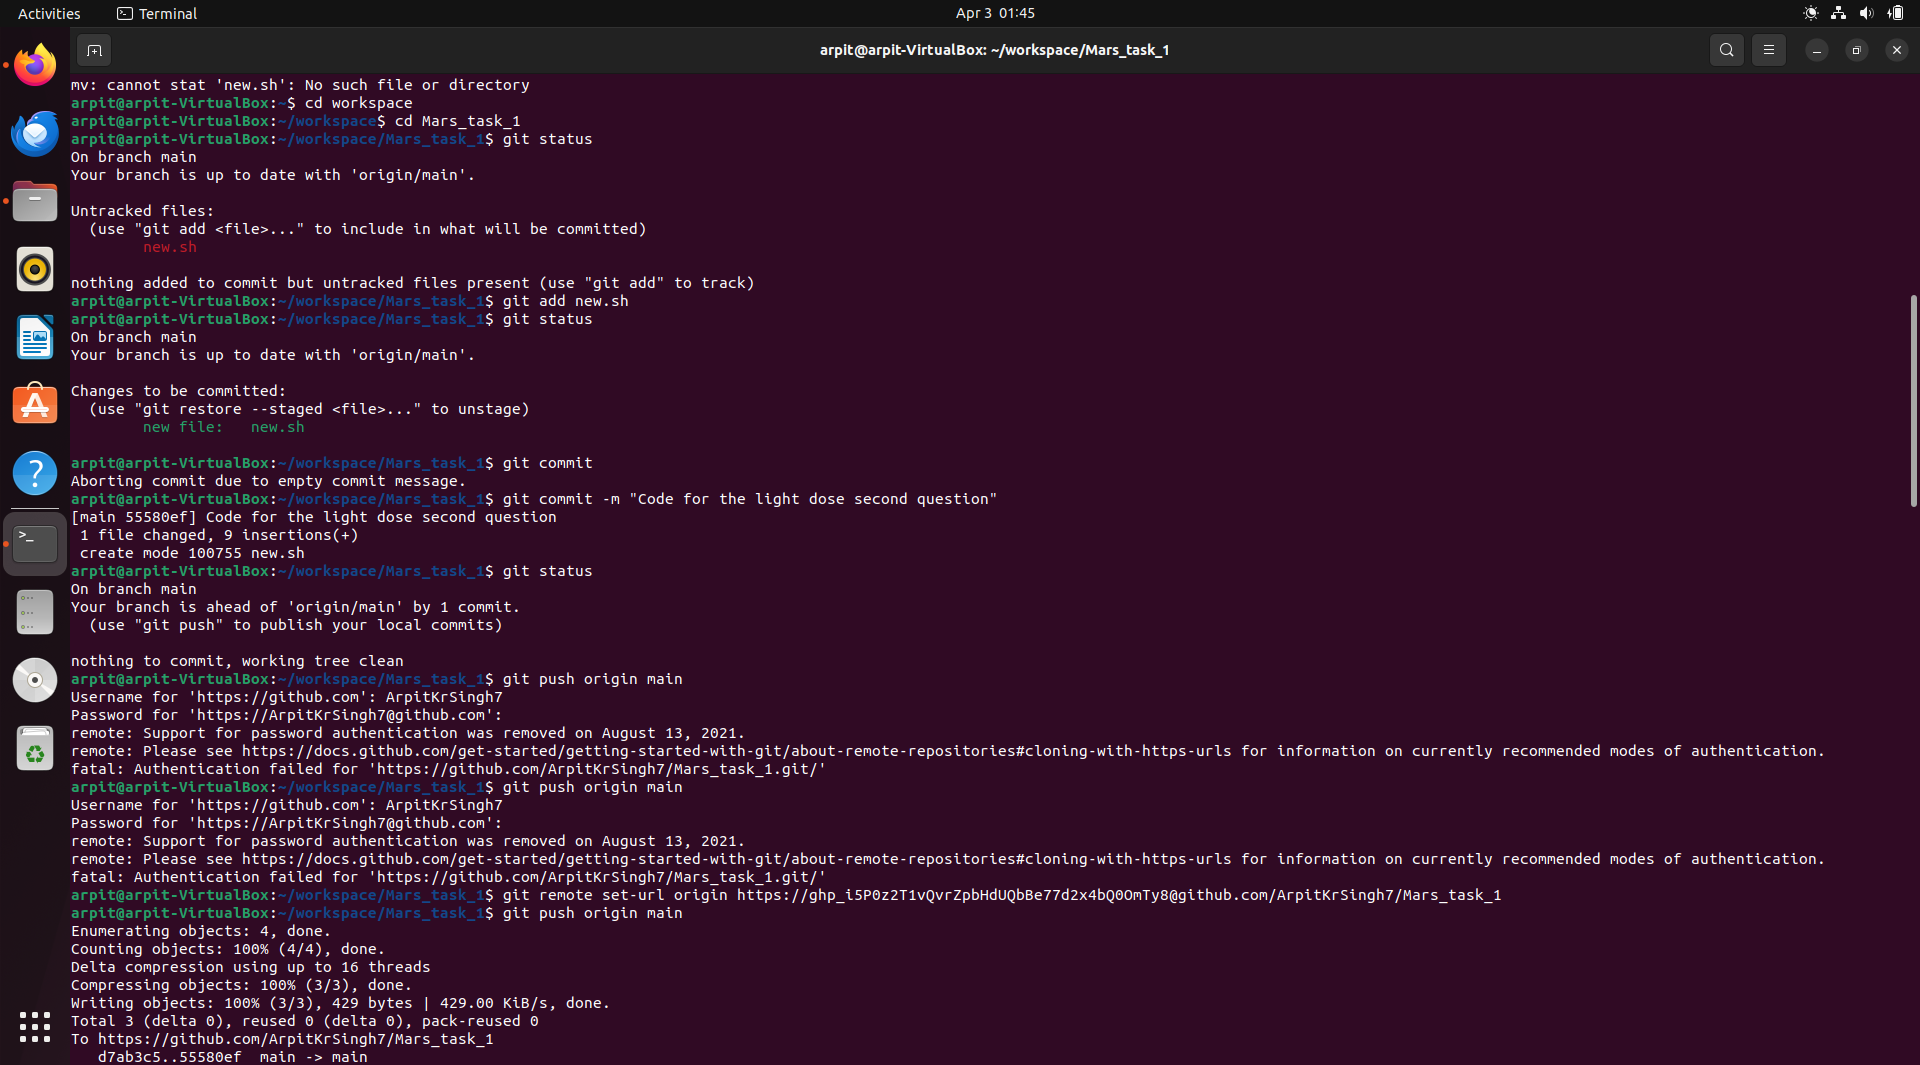 Activities
Terminal
Apr 3 01:45
arpit@arpit-VirtualBox: ~/workspace/Mars_task_1
mv: cannot stat 'new.sh': No such file or directory
arpit@arpit-VirtualBox:~$ cd workspace
arpit@arpit-VirtualBox:~/workspace$ cd Mars_task_1
arpit@arpit-VirtualBox:~/workspace/Mars_task_1$ git status
On branch main
Your branch is up to date with 'origin/main'.
Untracked files:
(use "git add <file>..." to include in what will be committed)
new.sh
nothing added to commit but untracked files present (use "git add" to track)
arpit@arpit-VirtualBox:~/workspace/Mars_task_1$ git add new.sh
arpit@arpit-VirtualBox:~/workspace/Mars_task_1$ git status
On branch main
Your branch is up to date with 'origin/main'.
Changes to be committed:
(use "git restore --staged <file>..." to unstage)
new file:   new.sh
arpit@arpit-VirtualBox:~/workspace/Mars_task_1$ git commit
Aborting commit due to empty commit message.
arpit@arpit-VirtualBox:~/workspace/Mars_task_1$ git commit -m "Code for the light dose second question"
[main 55580ef] Code for the light dose second question
1 file changed, 9 insertions(+)
create mode 100755 new.sh
arpit@arpit-VirtualBox:~/workspace/Mars_task_1$ git status
On branch main
Your branch is ahead of 'origin/main' by 1 commit.
(use "git push" to publish your local commits)
nothing to commit, working tree clean
arpit@arpit-VirtualBox:~/workspace/Mars_task_1$ git push origin main
Username for 'https://github.com': ArpitKrSingh7
Password for 'https://ArpitKrSingh7@github.com':
remote: Support for password authentication was removed on August 13, 2021.
remote: Please see https://docs.github.com/get-started/getting-started-with-git/about-remote-repositories#cloning-with-https-urls for information on currently recommended modes of authentication.
fatal: Authentication failed for 'https://github.com/ArpitKrSingh7/Mars_task_1.git/'
arpit@arpit-VirtualBox:~/workspace/Mars_task_1$ git push origin main
Username for 'https://github.com': ArpitKrSingh7
Password for 'https://ArpitKrSingh7@github.com':
remote: Support for password authentication was removed on August 13, 2021.
remote: Please see https://docs.github.com/get-started/getting-started-with-git/about-remote-repositories#cloning-with-https-urls for information on currently recommended modes of authentication.
fatal: Authentication failed for 'https://github.com/ArpitKrSingh7/Mars_task_1.git/'
arpit@arpit-VirtualBox:~/workspace/Mars_task_1$ git remote set-url origin https://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@github.com/ArpitKrSingh7/Mars_task_1
arpit@arpit-VirtualBox:~/workspace/Mars_task_1$ git push origin main
Enumerating objects: 4, done.
Counting objects: 100% (4/4), done.
Delta compression using up to 16 threads
Compressing objects: 100% (3/3), done.
Writing objects: 100% (3/3), 429 bytes | 429.00 KiB/s, done.
Total 3 (delta 0), reused 0 (delta 0), pack-reused 0
To https://github.com/ArpitKrSingh7/Mars_task_1
d7ab3c5..55580ef  main -> main